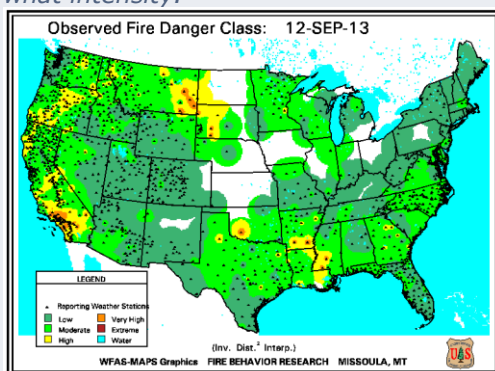 what intensity?
Observed Fire Danger Class: 12-SEP-13
LEGEND
Reporting Weather Stations
Low
Moderate
High
Very High
Extreme
Water
(Inv. Dist.² Interp.)
WFAS-MAPS Graphics FIRE BEHAVIOR RESEARCH MISSOULA, MT
US